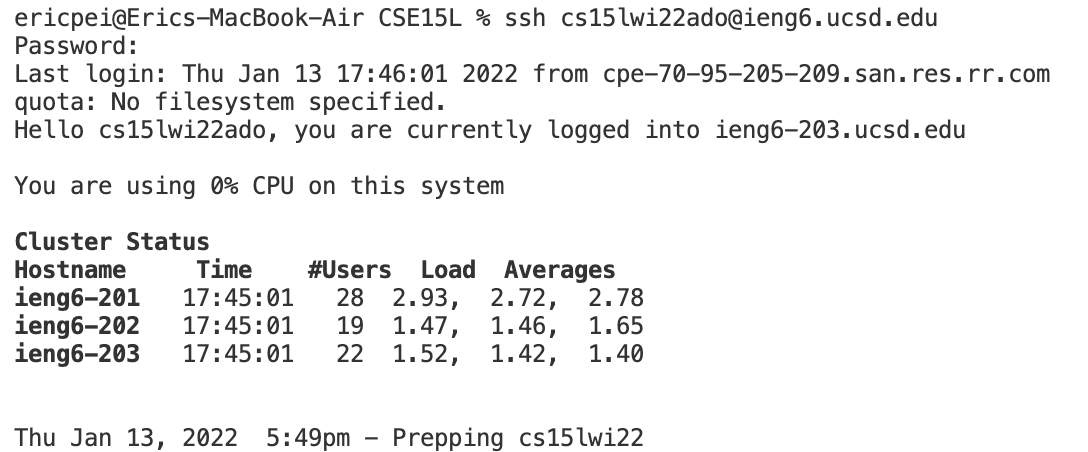 ericpei@Erics-MacBook-Air CSE15L % ssh cs15lwi22ado@ieng6.ucsd.edu
Password:
Last login: Thu Jan 13 17:46:01 2022 from cpe-70-95-205-209.san.res.rr.com
quota: No filesystem specified.
Hello cs15lwi22ado, you are currently logged into ieng6-203.ucsd.edu
You are using 0% CPU on this system
Cluster Status
Hostname     Time    #Users  Load  Averages
ieng6-201   17:45:01   28  2.93,  2.72,  2.78
ieng6-202   17:45:01   19  1.47,  1.46,  1.65
ieng6-203   17:45:01   22  1.52,  1.42,  1.40
Thu Jan 13, 2022  5:49pm - Prepping cs15lwi22